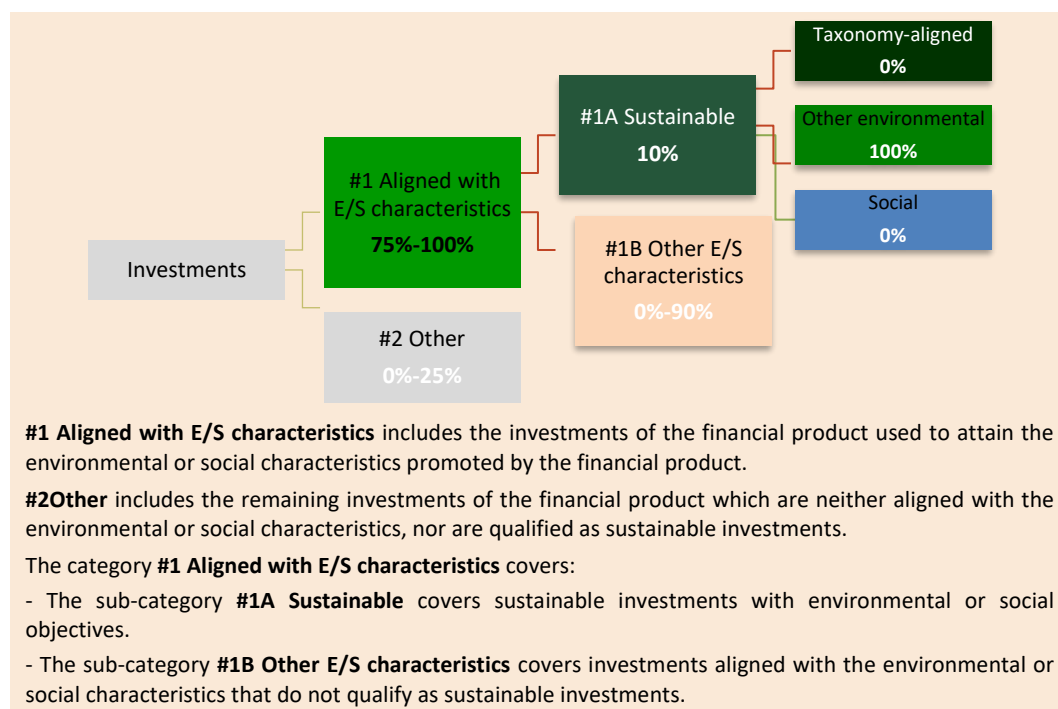 Taxonomy-aligned
0%
#1A Sustainable
10%
Other environmental
100%
#1 Aligned with
E/S characteristics
75%-100%
Social
0%
#1B Other E/S
characteristics
0%-90%
Investments
#2 Other
0%-25%
#1 Aligned with E/S characteristics includes the investments of the financial product used to attain the
environmental or social characteristics promoted by the financial product.
#2Other includes the remaining investments of the financial product which are neither aligned with the
environmental or social characteristics, nor are qualified as sustainable investments.
The category #1 Aligned with E/S characteristics covers:
- The sub-category #1A Sustainable covers sustainable investments with environmental or social
objectives.
- The sub-category #1B Other E/S characteristics covers investments aligned with the environmental or
social characteristics that do not qualify as sustainable investments.